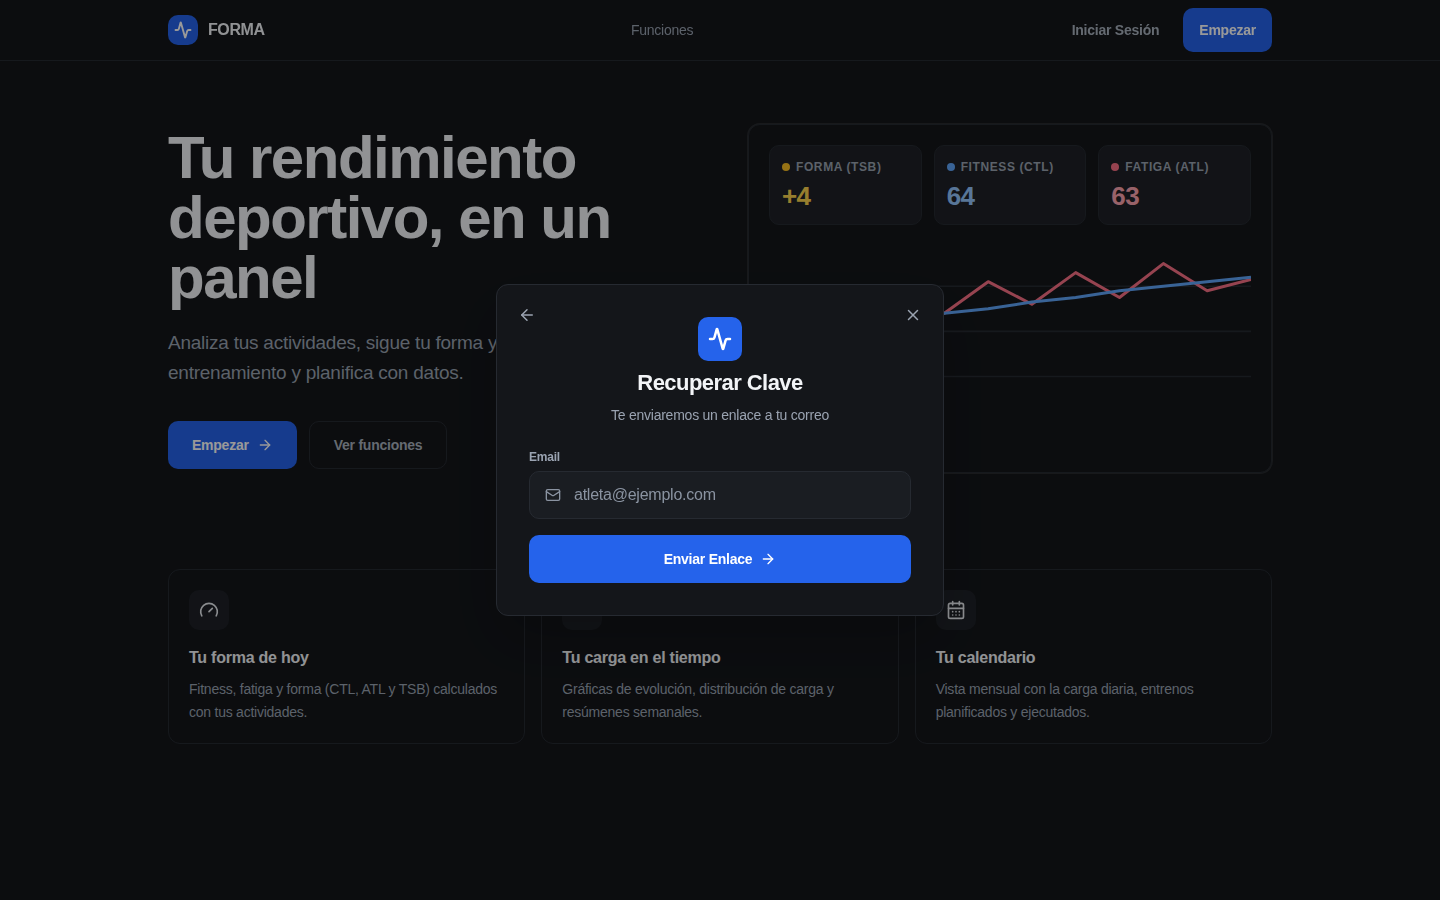 FORMA
Funciones
Iniciar Sesión
Empezar
Tu rendimiento
deportivo, en un
panel
Analiza tus actividades, sigue tu forma y
entrenamiento y planifica con datos.
Empezar
Ver funciones
FORMA (TSB)
+4
FITNESS (CTL)
64
FATIGA (ATL)
63
Recuperar Clave
Te enviaremos un enlace a tu correo
Email
atleta@ejemplo.com
Enviar Enlace
Tu forma de hoy
Fitness, fatiga y forma (CTL, ATL y TSB) calculados
con tus actividades.
Tu carga en el tiempo
Gráficas de evolución, distribución de carga y
resúmenes semanales.
Tu calendario
Vista mensual con la carga diaria, entrenos
planificados y ejecutados.